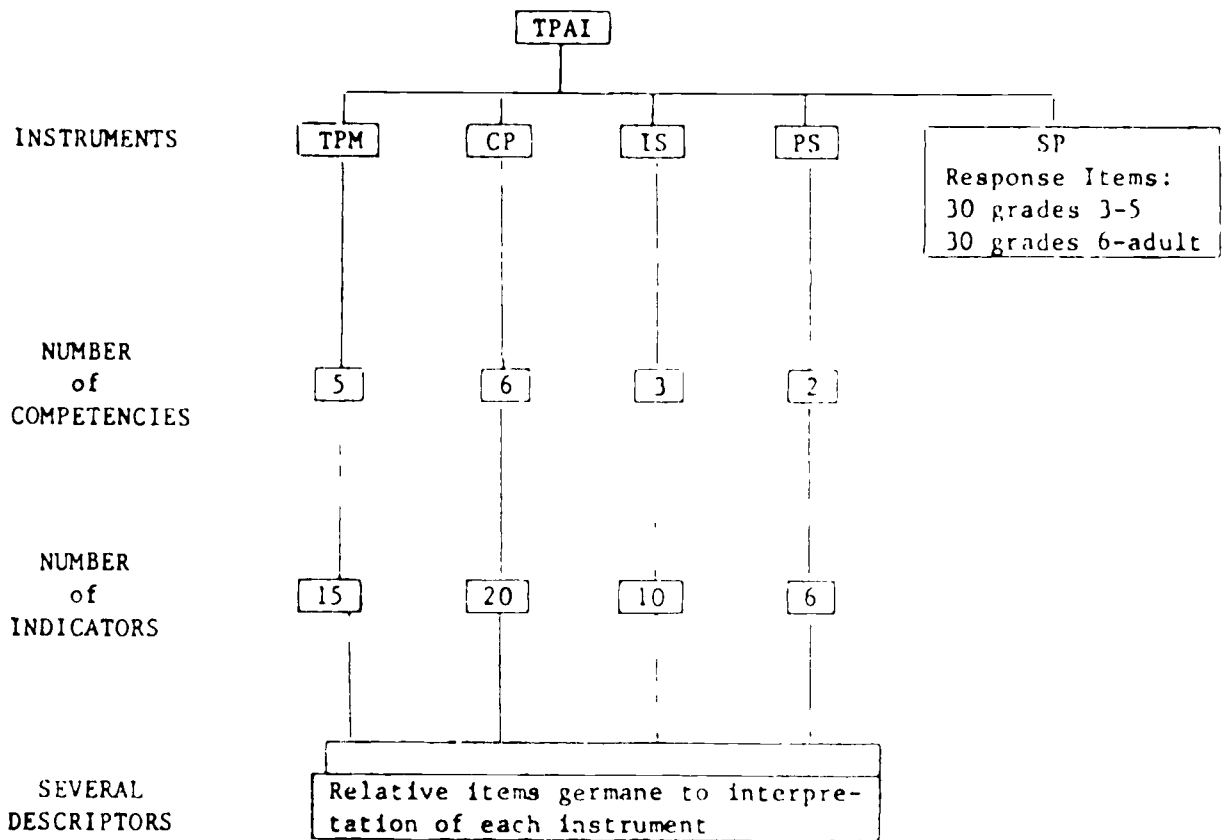 TPAI
INSTRUMENTS
TPM
CP
IS
PS
SP
Response Items:
30 grades 3-5
30 grades 6-adult
NUMBER
of
COMPETENCIES
5
6
3
2
NUMBER
of
INDICATORS
15
20
10
6
SEVERAL
DESCRIPTORS
Relative items germane to interpre-
tation of each instrument